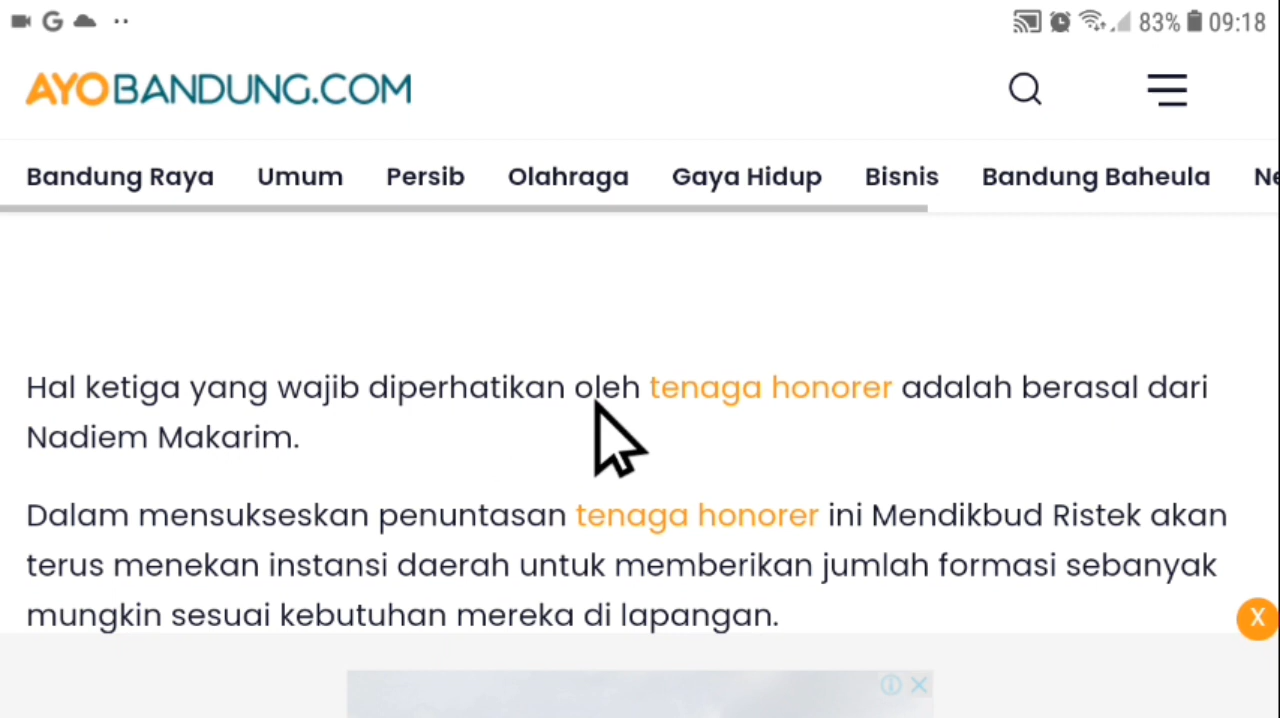 83% 09:18
AYOBANDUNG.COM
Bandung Raya Umum Persib Olahraga Gaya Hidup Bisnis Bandung Baheula Ne
Hal ketiga yang wajib diperhatikan oleh tenaga honorer adalah berasal dari
Nadiem Makarim.
Dalam mensukseskan penuntasan tenaga honorer ini Mendikbud Ristek akan
terus menekan instansi daerah untuk memberikan jumlah formasi sebanyak
mungkin sesuai kebutuhan mereka di lapangan.
X